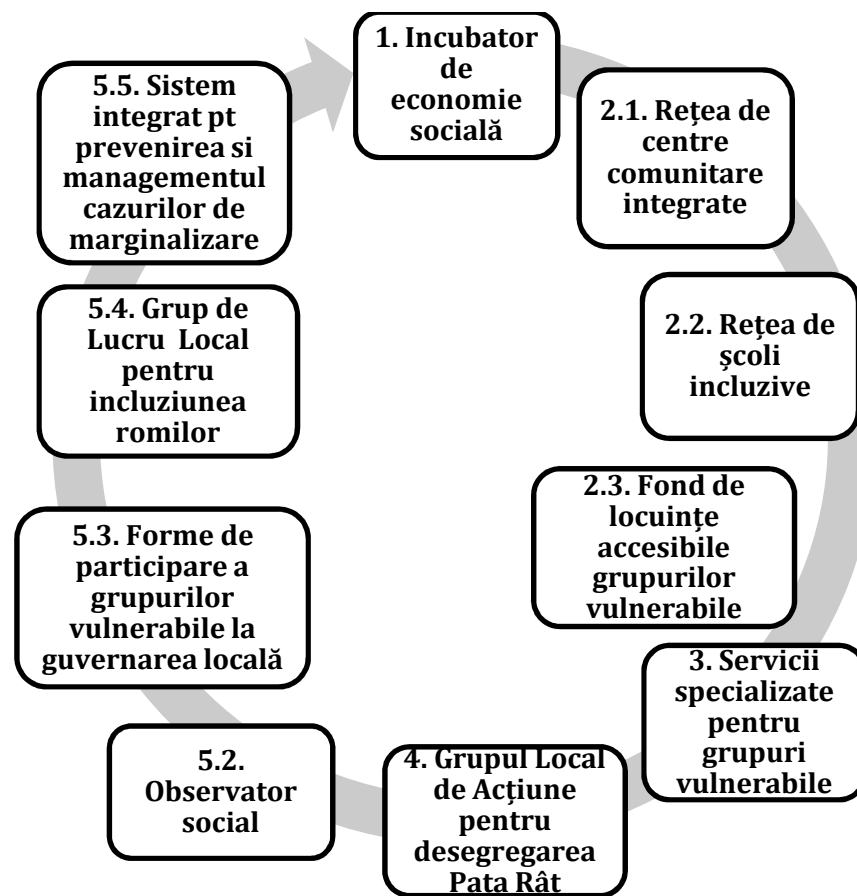 1. Incubator
de
economie
socială
2.1. Rețea de
centre
comunitare
integrate
2.2. Rețea de
școli
incluzive
2.3. Fond de
locuințe
accesibile
grupurilor
vulnerabile
3. Servicii
specializate
pentru
grupuri
vulnerabile
4. Grupul Local
de Acțiune
pentru
desegregarea
Pata Rât
5.2.
Observator
social
5.3. Forme de
participare a
grupurilor
vulnerabile la
guvernarea locală
5.4. Grup de
Lucru Local
pentru
incluziunea
romilor
5.5. Sistem
integrat pt
prevenirea si
managementul
cazurilor de
marginalizare